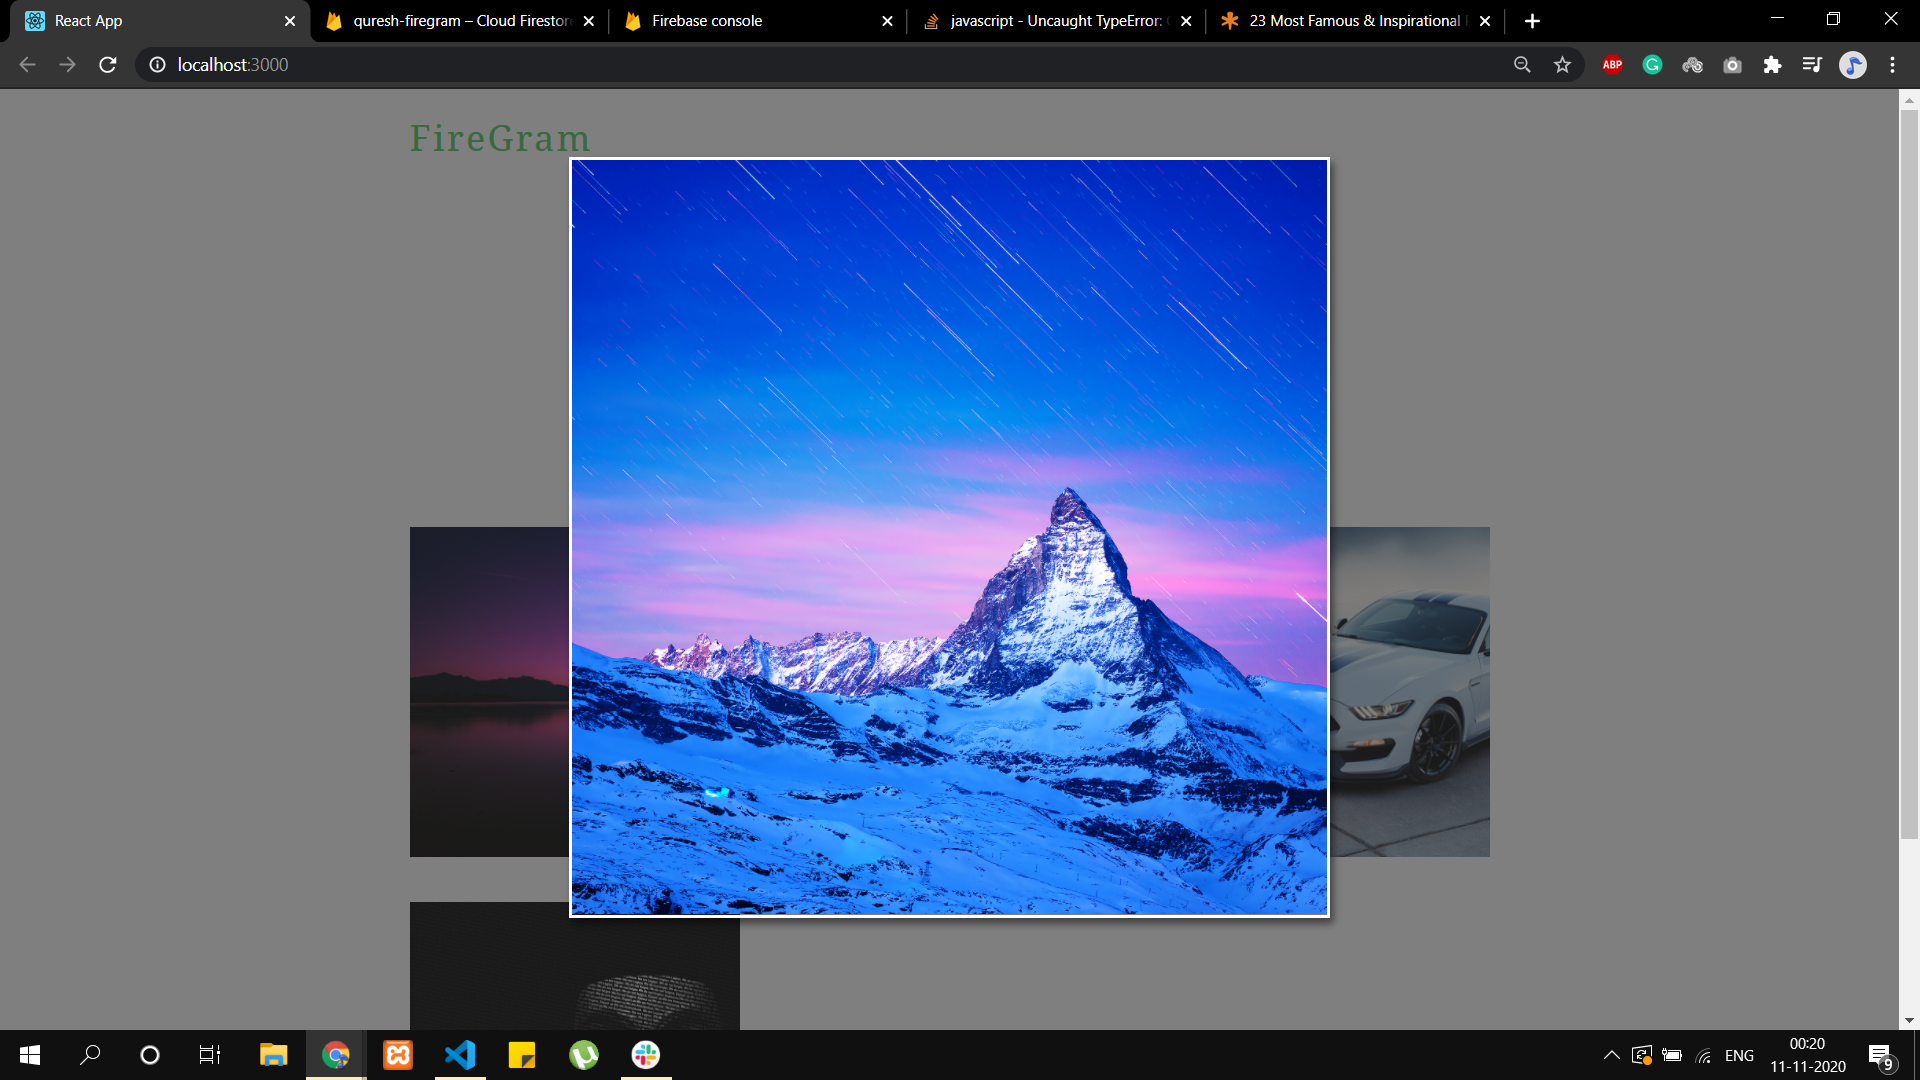 React App
quresh-firegram – Cloud Firestore
Firebase console
javascript - Uncaught TypeError:
23 Most Famous & Inspirational
localhost:3000
ABP
FireGram
ENG
00:20
11-11-2020
9